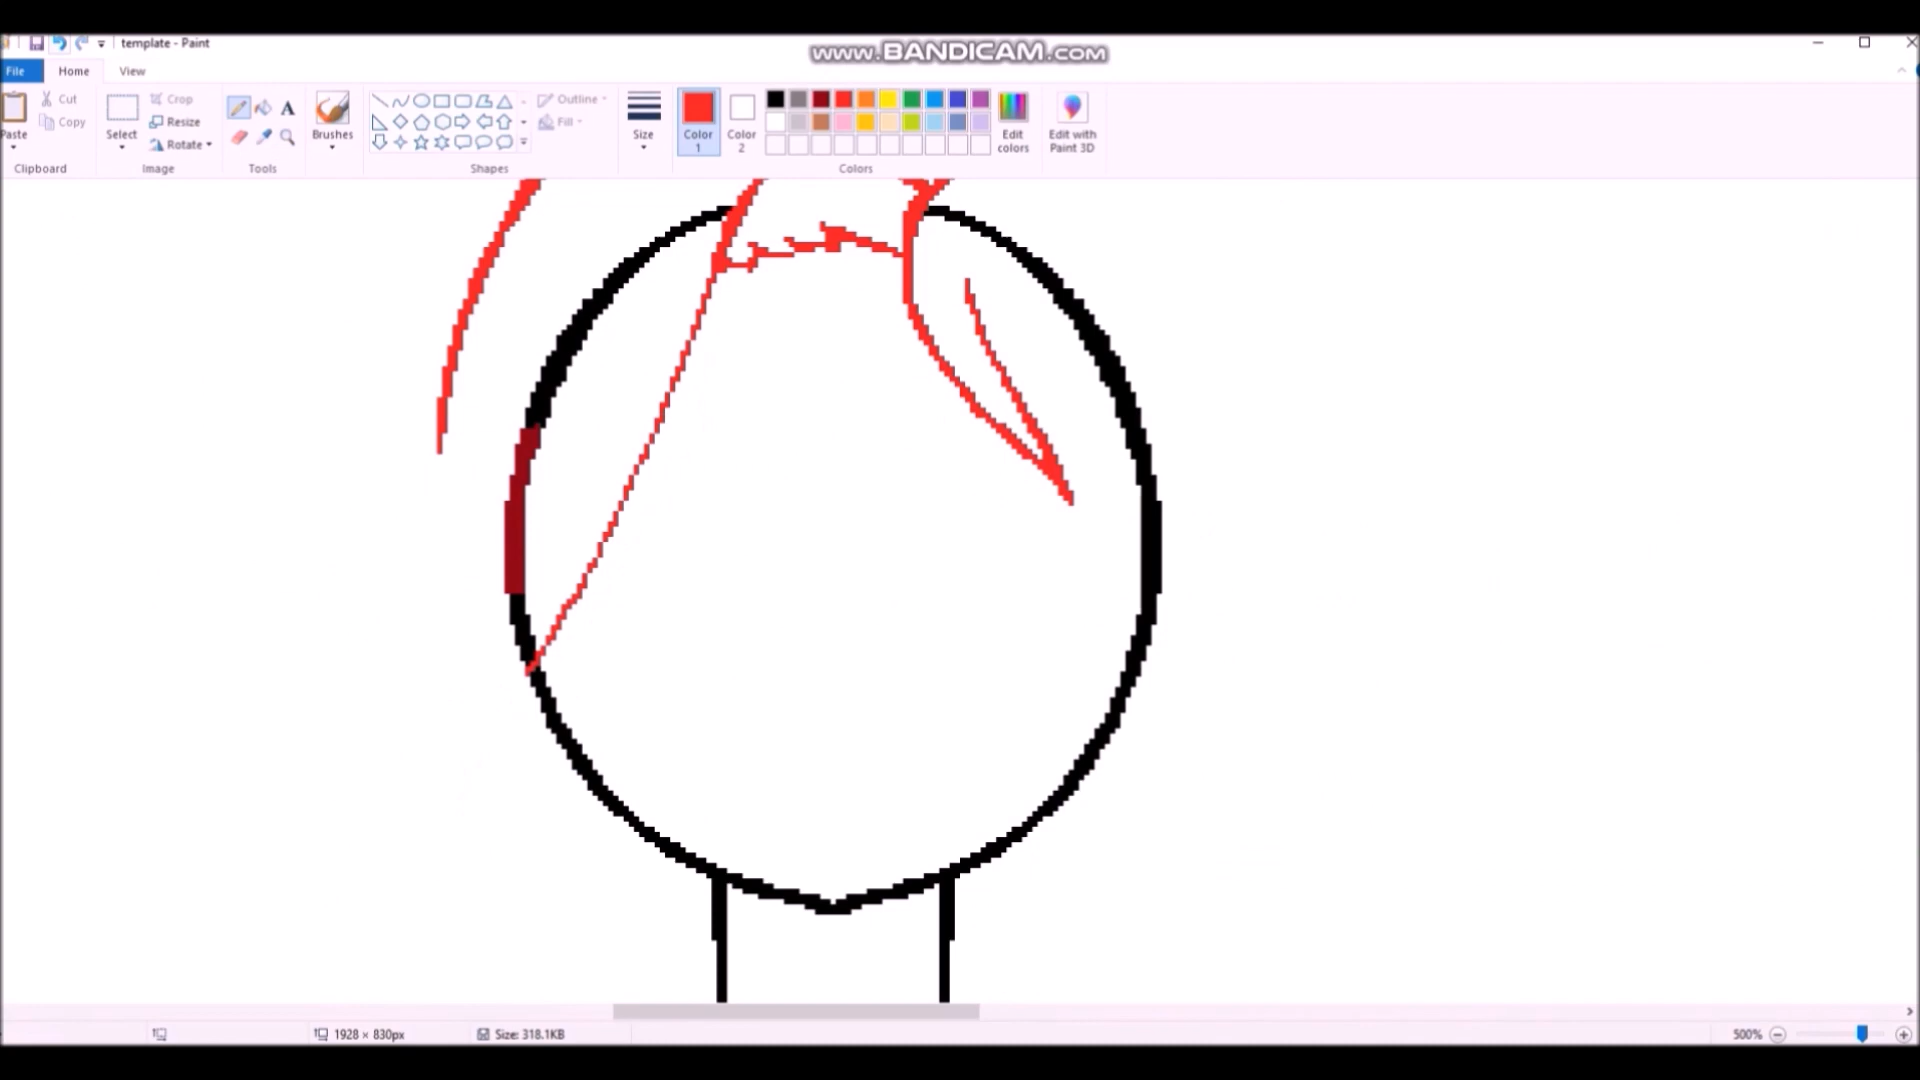 template - Paint
www.BANDICAM.com
File Home View
Cut
Copy
Paste
Clipboard
Select
Crop
Resize
Rotate
Image
A
Tools
Brushes
Outline
Fill
Shapes
Size
Color 1
Color 2
Colors
Edit colors
Edit with Paint 3D
1928 × 830px
Size: 318.1KB
500%